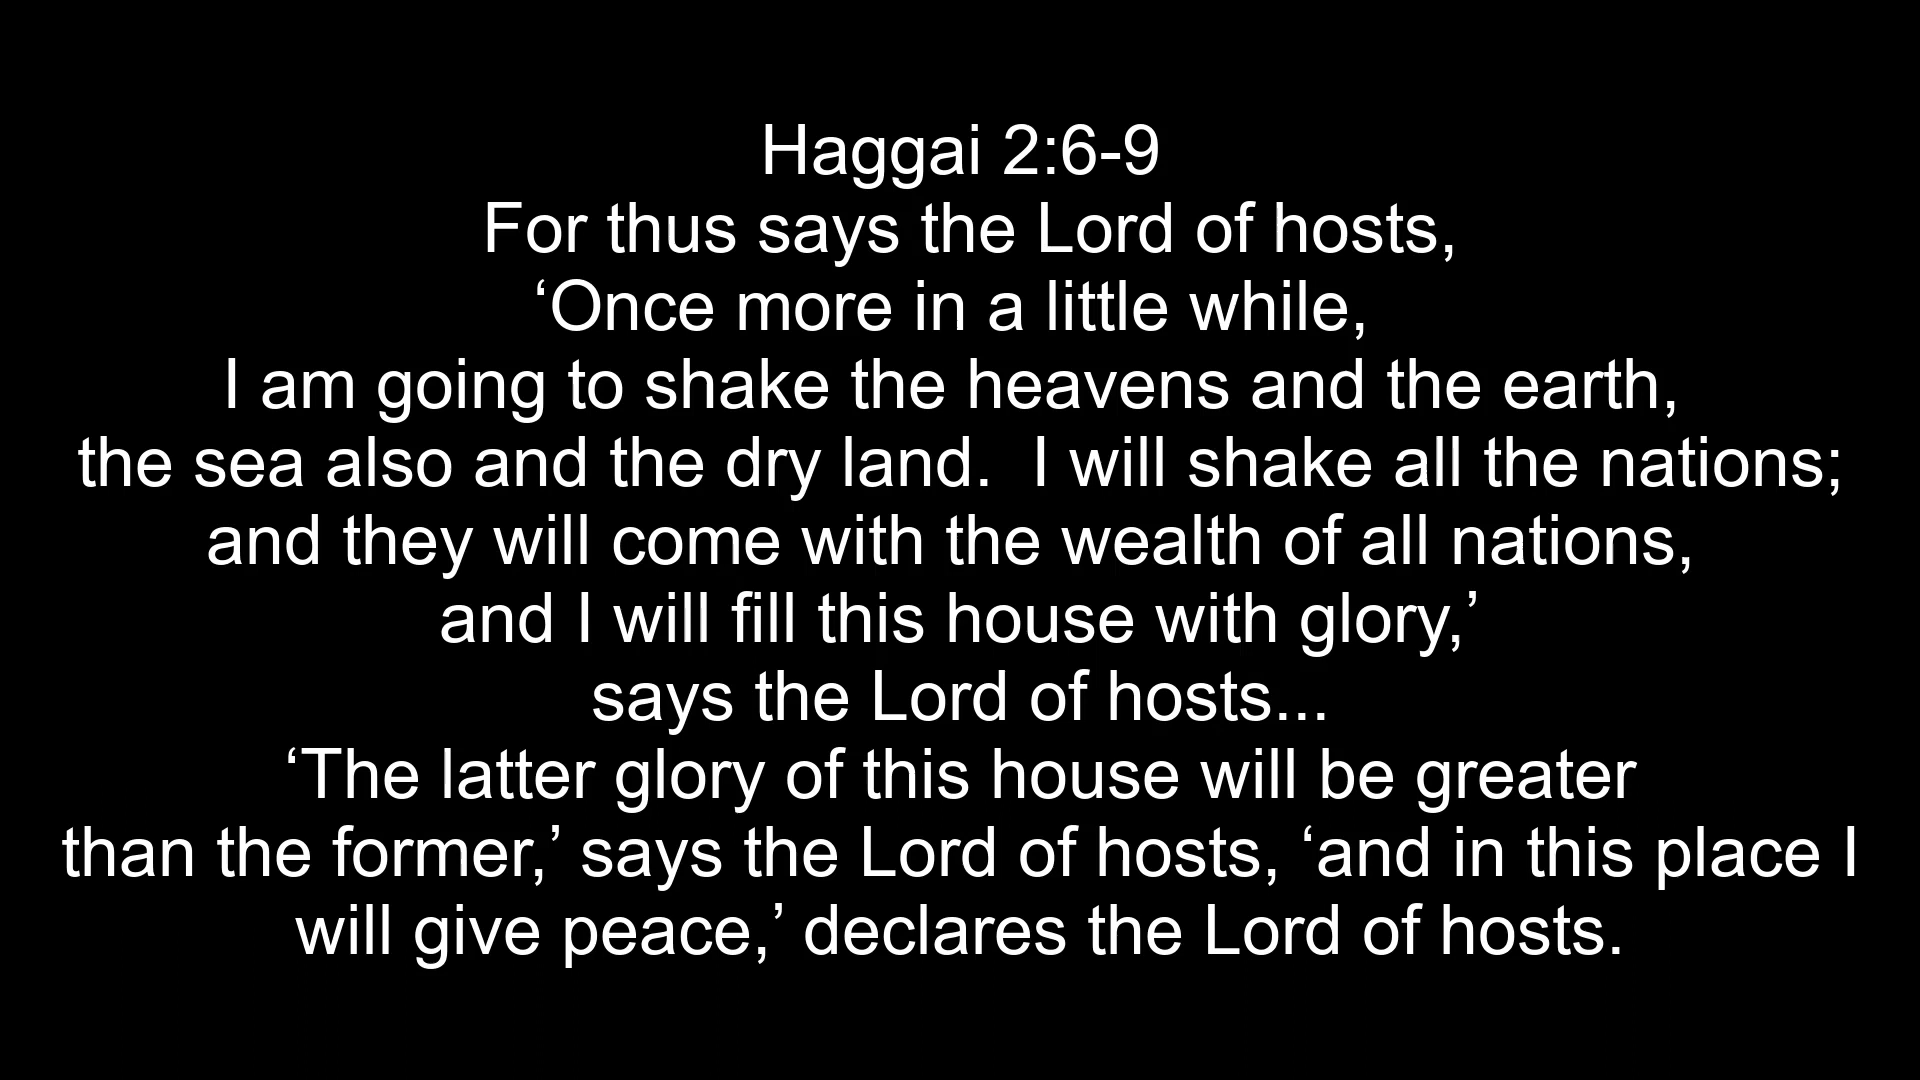 Haggai 2:6-9
For thus says the Lord of hosts,
‘Once more in a little while,
I am going to shake the heavens and the earth,
the sea also and the dry land.  I will shake all the nations;
and they will come with the wealth of all nations,
and I will fill this house with glory,’
says the Lord of hosts...
‘The latter glory of this house will be greater
than the former,’ says the Lord of hosts, ‘and in this place I
will give peace,’ declares the Lord of hosts.